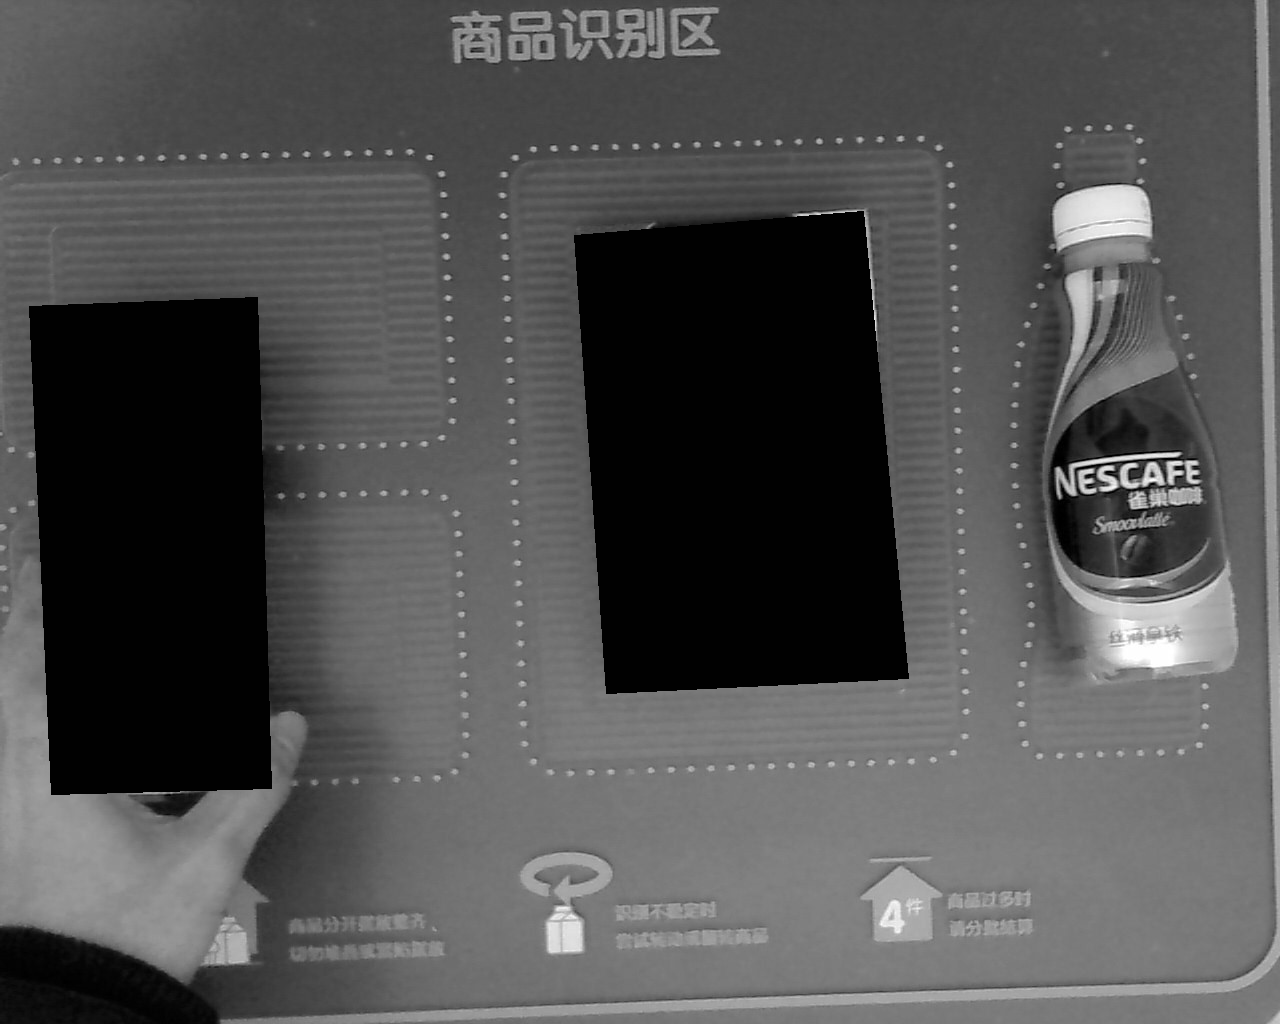 商品识别区
NESCAFE
雀巢咖啡
Smoovlatté
丝滑拿铁
商品分开摆放整齐、
切勿堆叠或紧贴摆放
识别不稳定时
尝试转动或翻转商品
4件
商品过多时
请分批结算